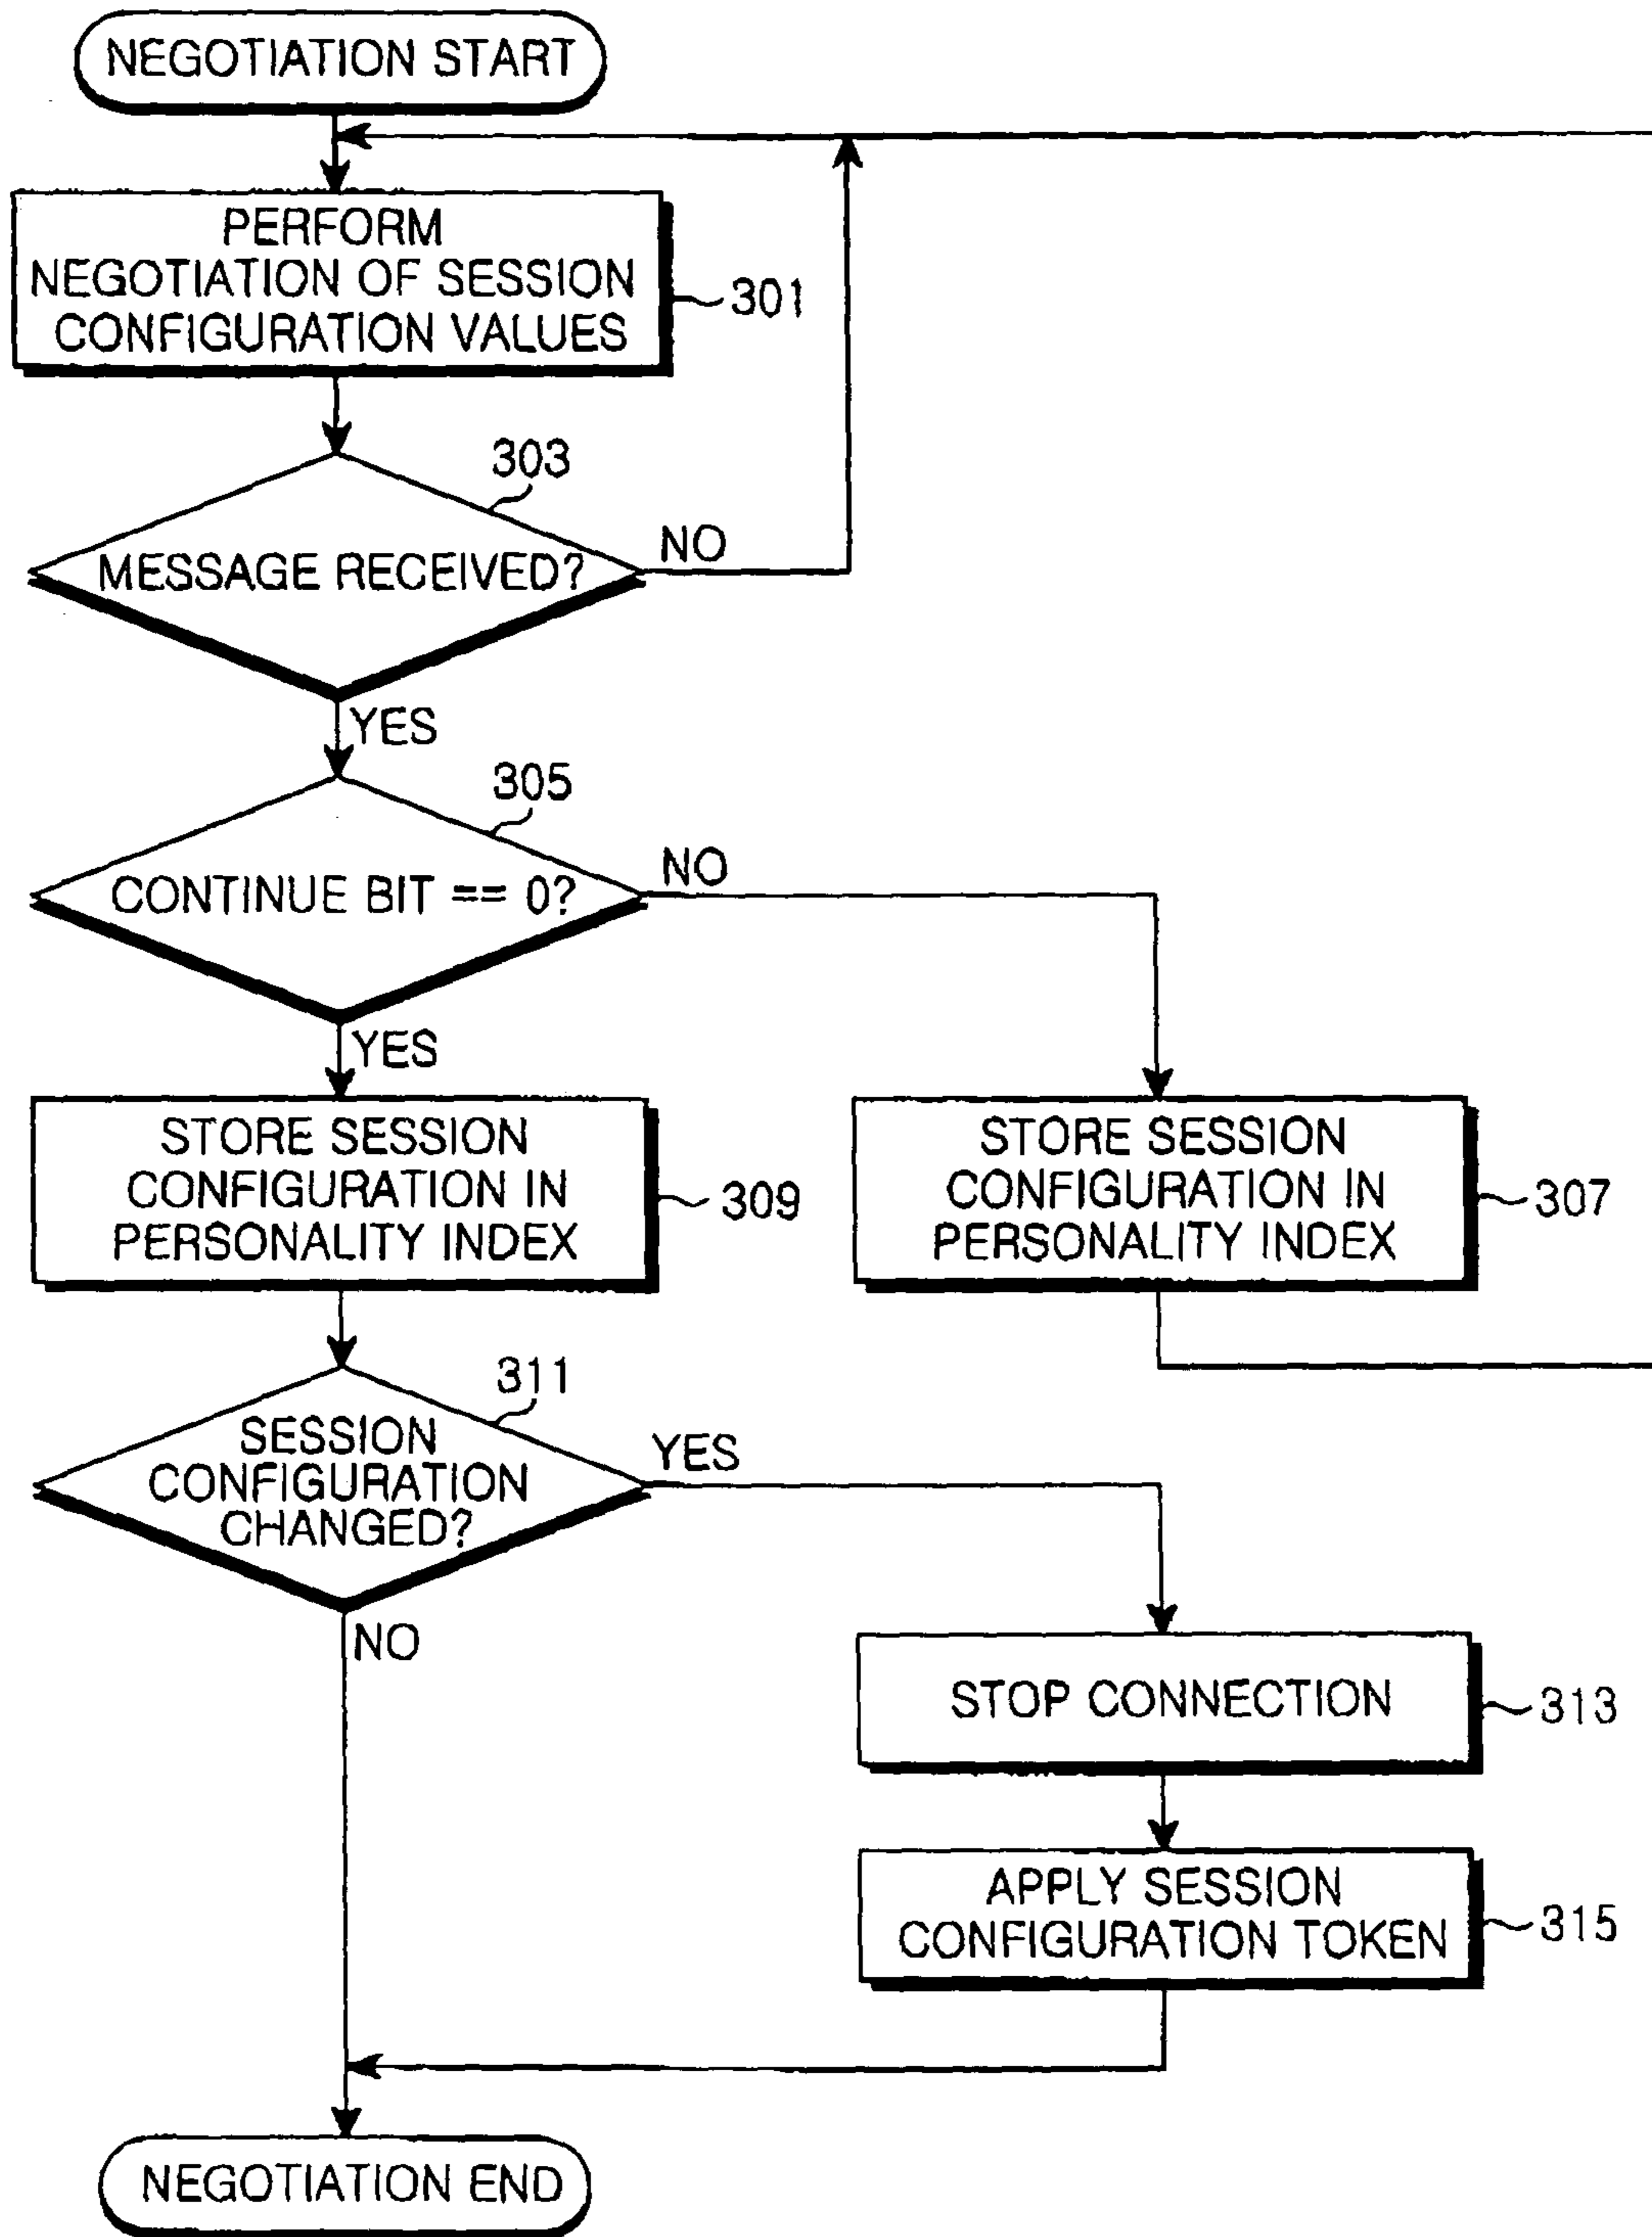 NEGOTIATION START
PERFORM
NEGOTIATION OF SESSION
CONFIGURATION VALUES
301
303
MESSAGE RECEIVED?
NO
YES
305
CONTINUE BIT == 0?
NO
YES
STORE SESSION
CONFIGURATION IN
PERSONALITY INDEX
309
STORE SESSION
CONFIGURATION IN
PERSONALITY INDEX
307
311
SESSION
CONFIGURATION
CHANGED?
YES
NO
STOP CONNECTION
313
APPLY SESSION
CONFIGURATION TOKEN
315
NEGOTIATION END